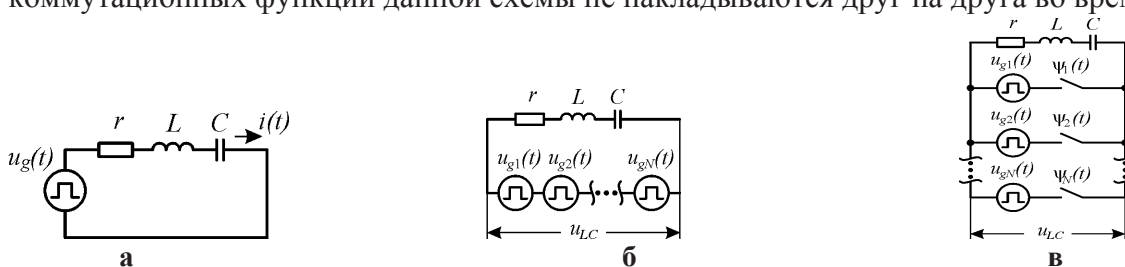 коммутационных функций данной схемы не накладываются друг на друга во врем
r L C i(t)
u_g(t)
а
r L C
u_g1(t) u_g2(t) u_gN(t)
u_LC
б
r L C
u_g1(t) ψ_1(t)
u_g2(t) ψ_2(t)
u_gN(t) ψ_N(t)
u_LC
в